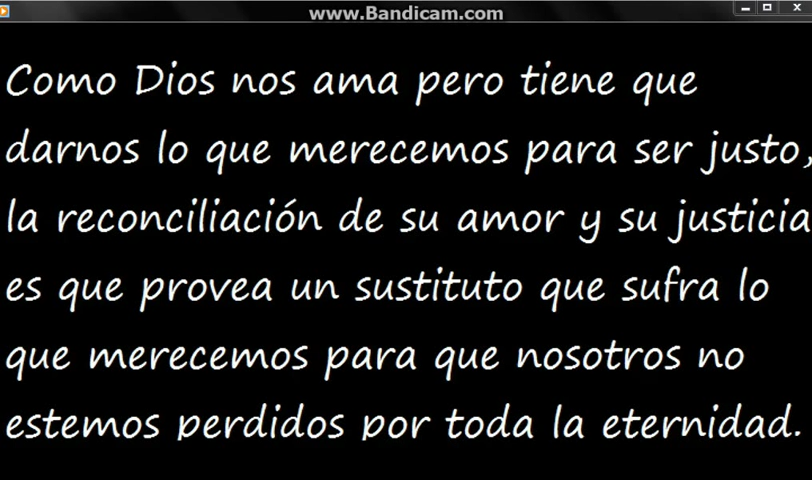 www.Bandicam.com
Como Dios nos ama pero tiene que
darnos lo que merecemos para ser justo,
la reconciliación de su amor y su justicia
es que provea un sustituto que sufra lo
que merecemos para que nosotros no
estemos perdidos por toda la eternidad.